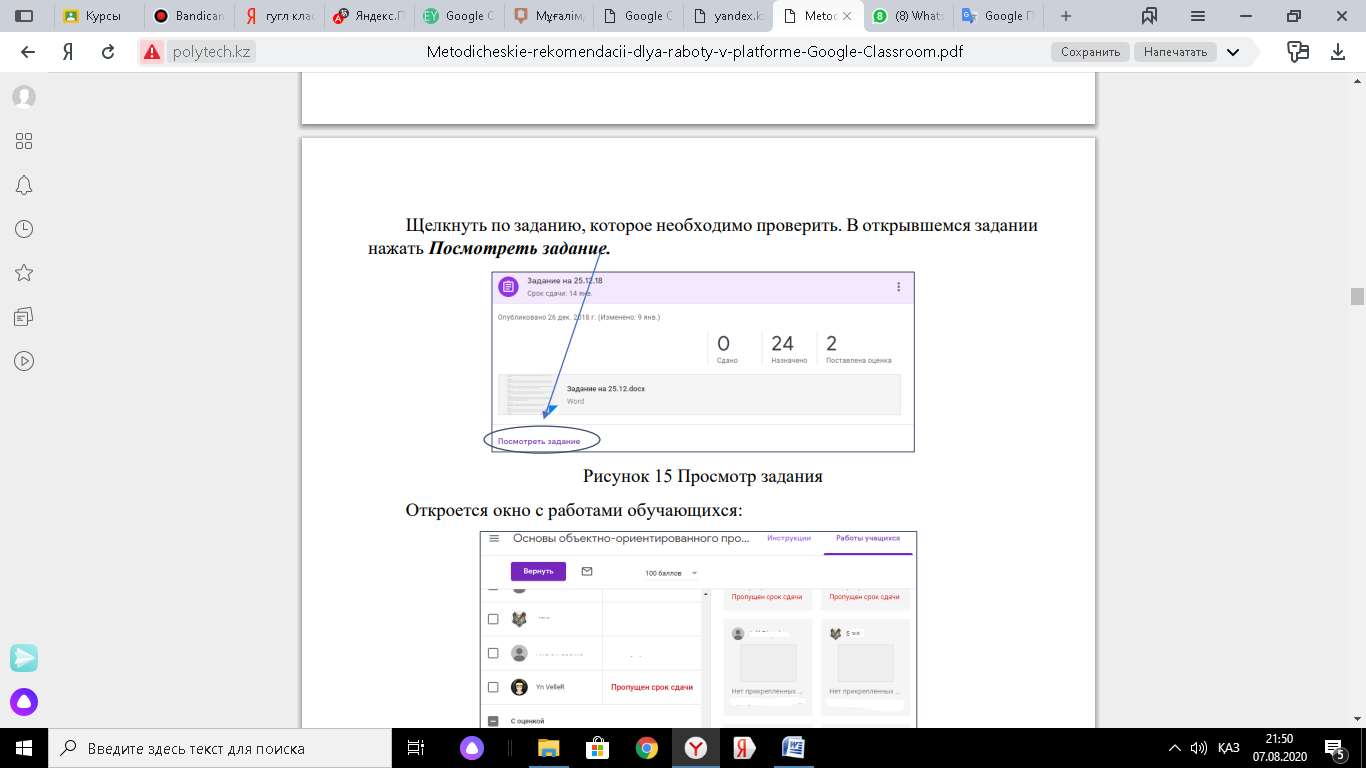 Курсы
Bandicam
гугл клас
Яндекс.П
Google C
Мұғалім,
Google C
yandex.k
Metod
(8) Whats
Google П
polytech.kz
Metodicheskie-rekomendacii-dlya-raboty-v-platforme-Google-Classroom.pdf
Сохранить
Напечатать
Щелкнуть по заданию, которое необходимо проверить. В открывшемся задании
нажать Посмотреть задание.
Задание на 25.12.18
Срок сдачи: 14 янв.
Опубликовано 26 дек. 2018 г. (Изменено: 9 янв.)
0 24 2
Сдано Назначено Поставлена оценка
Задание на 25.12.docx
Word
Посмотреть задание
Рисунок 15 Просмотр задания
Откроется окно с работами обучающихся:
Основы объектно-ориентированного про... Инструкции Работы учащихся
Вернуть 100 баллов
Пропущен срок сдачи Пропущен срок сдачи
Yn VelleR Пропущен срок сдачи
Нет прикрепленных ... Нет прикрепленных ...
С оценкой
Введите здесь текст для поиска
ҚАЗ
21:50
07.08.2020
5